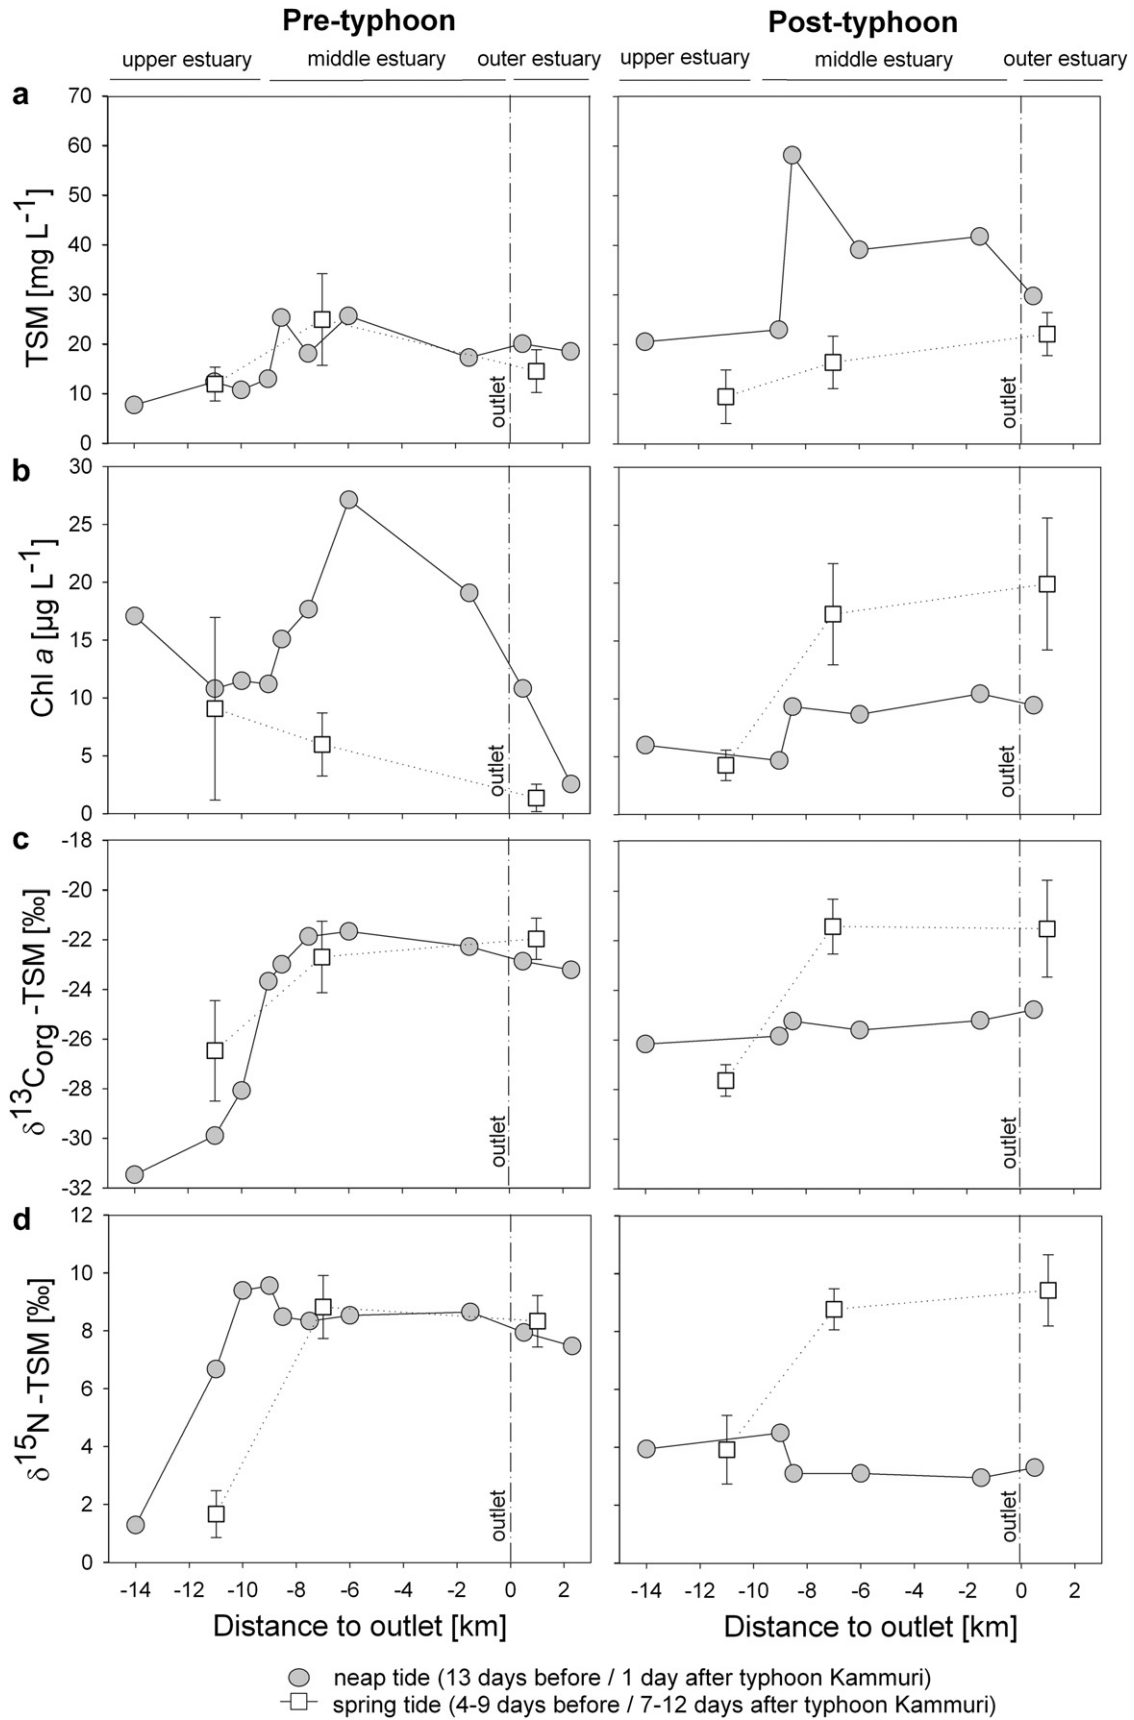 Pre-typhoon
Post-typhoon
upper estuary
middle estuary
outer estuary
upper estuary
middle estuary
outer estuary
a
70
60
50
40
30
20
10
0
TSM [mg L-1]
outlet
outlet
b
30
25
20
15
10
5
0
Chl a [µg L-1]
outlet
outlet
c
-18
-20
-22
-24
-26
-28
-30
-32
δ13Corg -TSM [‰]
outlet
outlet
d
12
10
8
6
4
2
0
δ15N -TSM [‰]
outlet
outlet
-14 -12 -10 -8 -6 -4 -2 0 2
-14 -12 -10 -8 -6 -4 -2 0 2
Distance to outlet [km]
Distance to outlet [km]
neap tide (13 days before / 1 day after typhoon Kammuri)
spring tide (4-9 days before / 7-12 days after typhoon Kammuri)